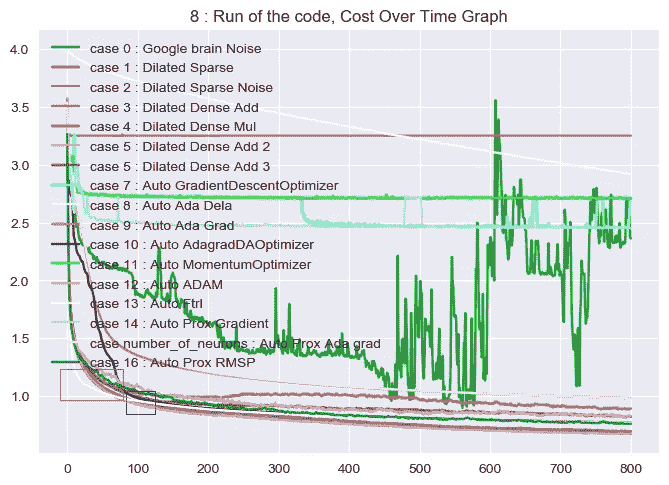 8 : Run of the code, Cost Over Time Graph
4.0
3.5
3.0
2.5
2.0
1.5
1.0
case 0 : Google brain Noise
case 1 : Dilated Sparse
case 2 : Dilated Sparse Noise
case 3 : Dilated Dense Add
case 4 : Dilated Dense Mul
case 5 : Dilated Dense Add 2
case 5 : Dilated Dense Add 3
case 7 : Auto GradientDescentOptimizer
case 8 : Auto Ada Dela
case 9 : Auto Ada Grad
case 10 : Auto AdagradDAOptimizer
case 11 : Auto MomentumOptimizer
case 12 : Auto ADAM
case 13 : Auto Ftrl
case 14 : Auto Prox Gradient
case number_of_neurons : Auto Prox Ada grad
case 16 : Auto Prox RMSP
0 100 200 300 400 500 600 700 800